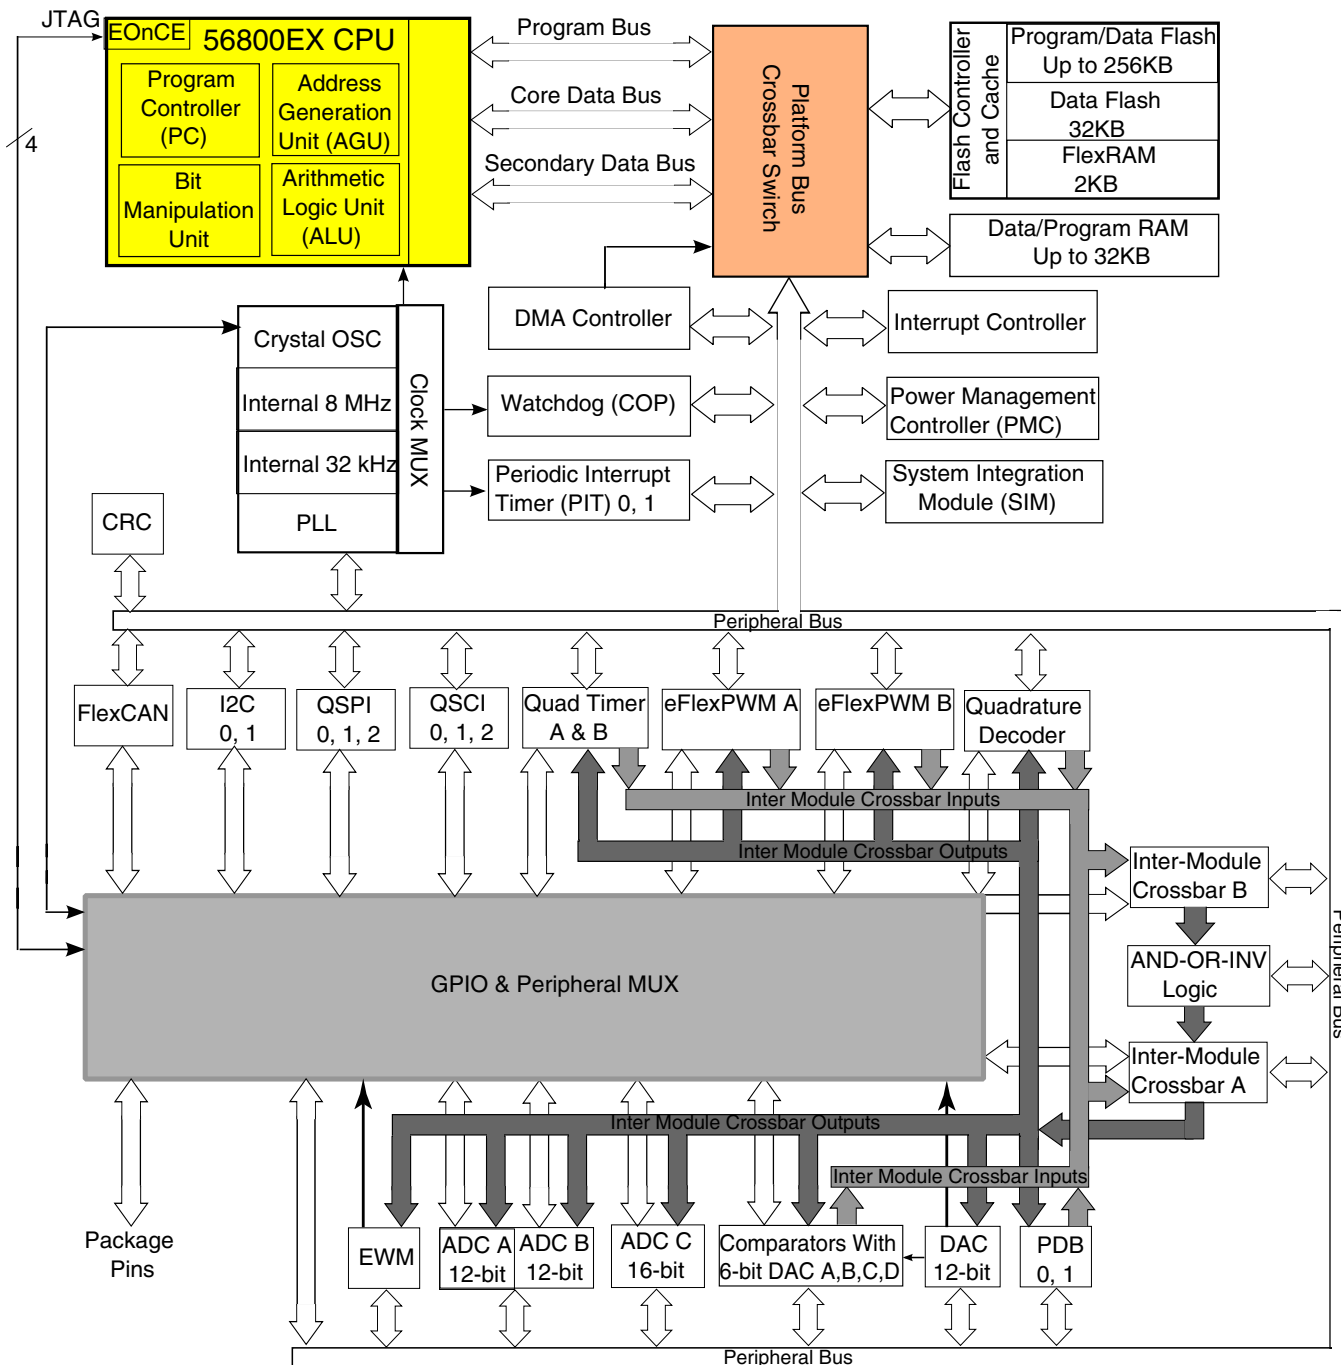 JTAG
EOnCE
56800EX CPU
Program
Controller
(PC)
Address
Generation
Unit (AGU)
Bit
Manipulation
Unit
Arithmetic
Logic Unit
(ALU)
4
Program Bus
Core Data Bus
Secondary Data Bus
Platform Bus
Crossbar Swirch
Flash Controller
and Cache
Program/Data Flash
Up to 256KB
Data Flash
32KB
FlexRAM
2KB
Data/Program RAM
Up to 32KB
DMA Controller
Interrupt Controller
Crystal OSC
Internal 8 MHz
Internal 32 kHz
PLL
Clock MUX
Watchdog (COP)
Power Management
Controller (PMC)
Periodic Interrupt
Timer (PIT) 0, 1
System Integration
Module (SIM)
CRC
Peripheral Bus
FlexCAN
I2C
0, 1
QSPI
0, 1, 2
QSCI
0, 1, 2
Quad Timer
A & B
eFlexPWM A
eFlexPWM B
Quadrature
Decoder
Inter Module Crossbar Inputs
Inter Module Crossbar Outputs
Inter-Module
Crossbar B
GPIO & Peripheral MUX
AND-OR-INV
Logic
Peripheral Bus
Inter-Module
Crossbar A
Inter Module Crossbar Outputs
Inter Module Crossbar Inputs
Package
Pins
EWM
ADC A
12-bit
ADC B
12-bit
ADC C
16-bit
Comparators With
6-bit DAC A,B,C,D
DAC
12-bit
PDB
0, 1
Peripheral Bus